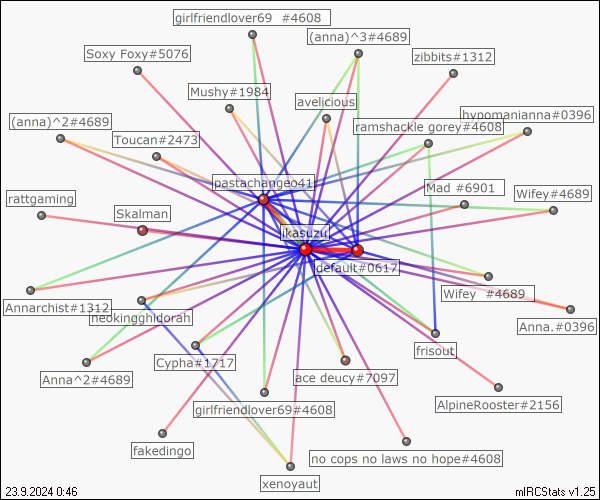 girlfriendlover69  #4608
(anna)^3#4689
Soxy Foxy#5076
zibbits#1312
Mushy#1984
avelicious
hypomanianna#0396
(anna)^2#4689
ramshackle gorey#4608
Toucan#2473
pastachangeo41
Mad #6901
Wifey#4689
rattgaming
Skalman
ikasuzu
default#0617
Wifey  #4689
Annarchist#1312
neokingghidorah
Anna.#0396
frisout
Cypha#1717
Anna^2#4689
ace deucy#7097
girlfriendlover69#4608
AlpineRooster#2156
fakedingo
no cops no laws no hope#4608
xenoyaut
23.9.2024 0:46
mIRCStats v1.25